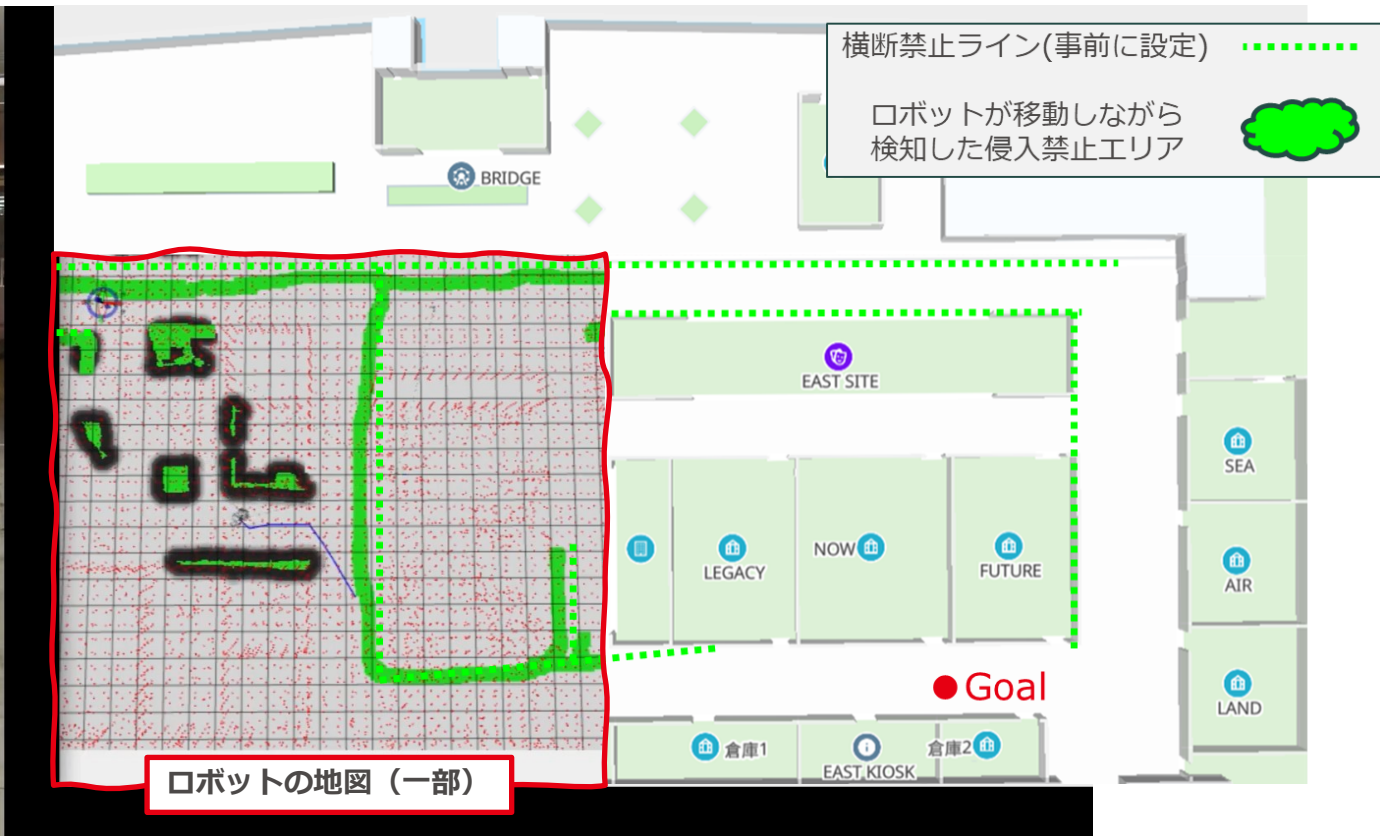 横断禁止ライン(事前に設定)
ロボットが移動しながら
検知した侵入禁止エリア
BRIDGE
EAST SITE
SEA
NOW
LEGACY
FUTURE
AIR
Goal
LAND
倉庫1
倉庫2
EAST KIOSK
ロボットの地図（一部）